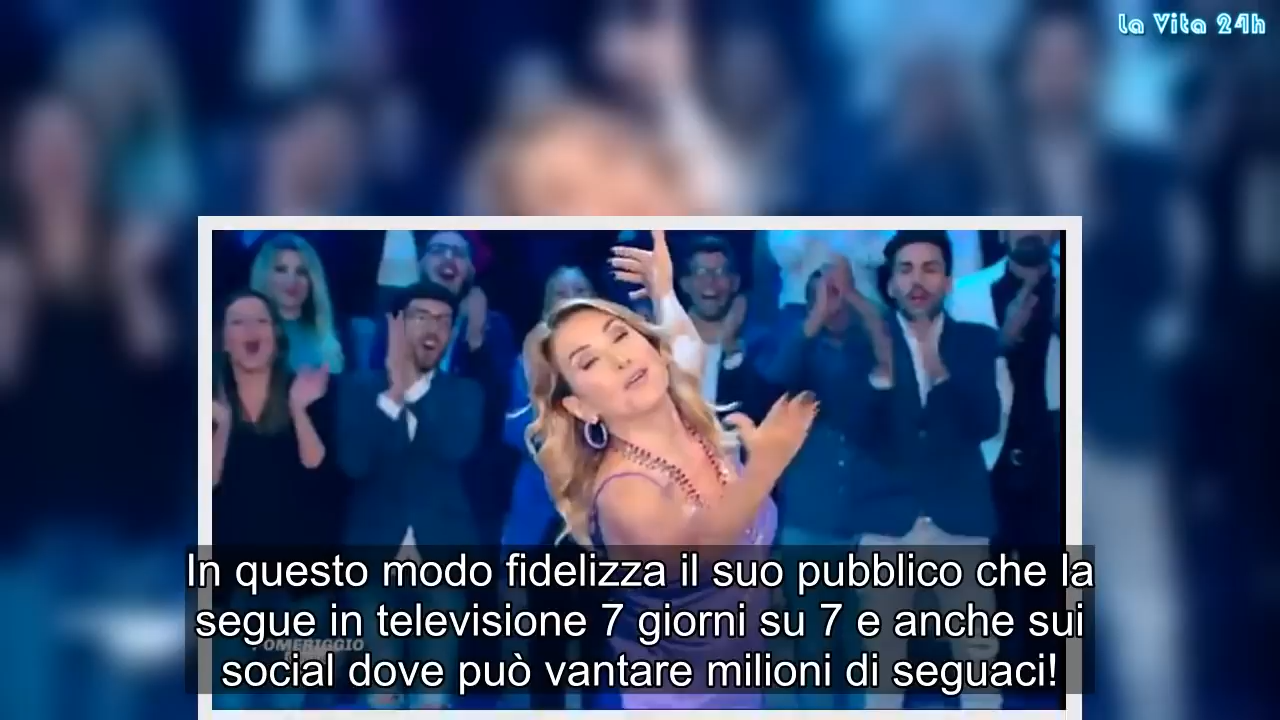 La Vita 24h
In questo modo fidelizza il suo pubblico che la
segue in televisione 7 giorni su 7 e anche sui
POMERIGGIO
social dove può vantare milioni di seguaci!